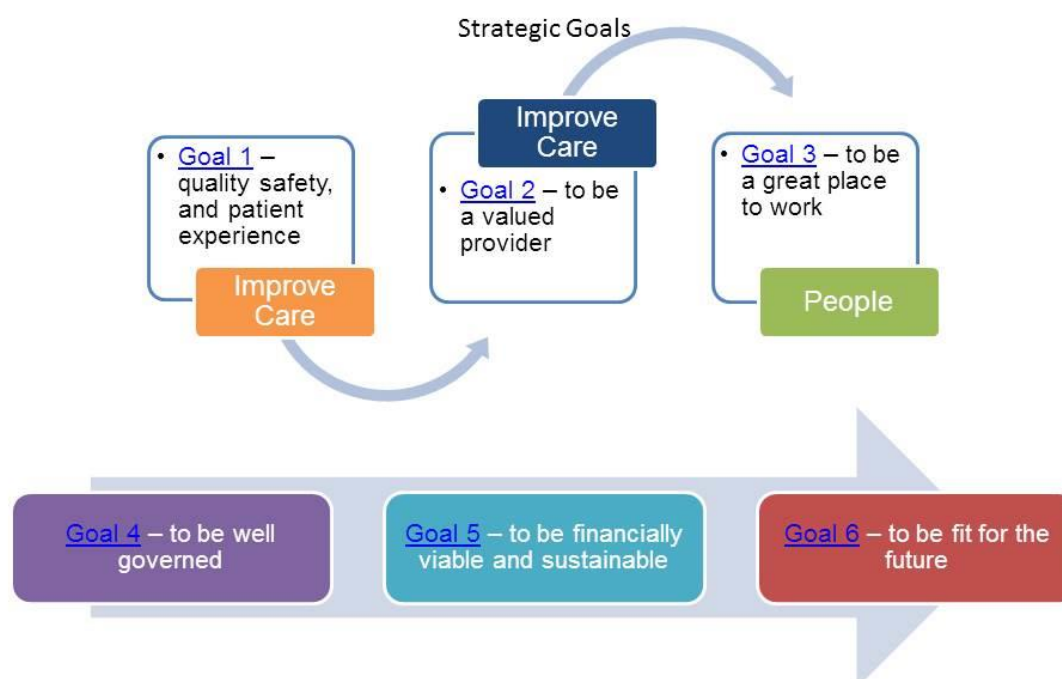 Strategic Goals
• Goal 1 –
quality safety,
and patient
experience
Improve
Care
Improve
Care
• Goal 2 – to be
a valued
provider
• Goal 3 – to be
a great place
to work
People
Goal 4 – to be well
governed
Goal 5 – to be financially
viable and sustainable
Goal 6 – to be fit for the
future